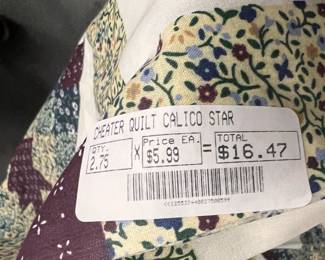 CHEATER QUILT CALICO STAR
QTY. Price EA. TOTAL
2.75 X $5.99 = $16.47